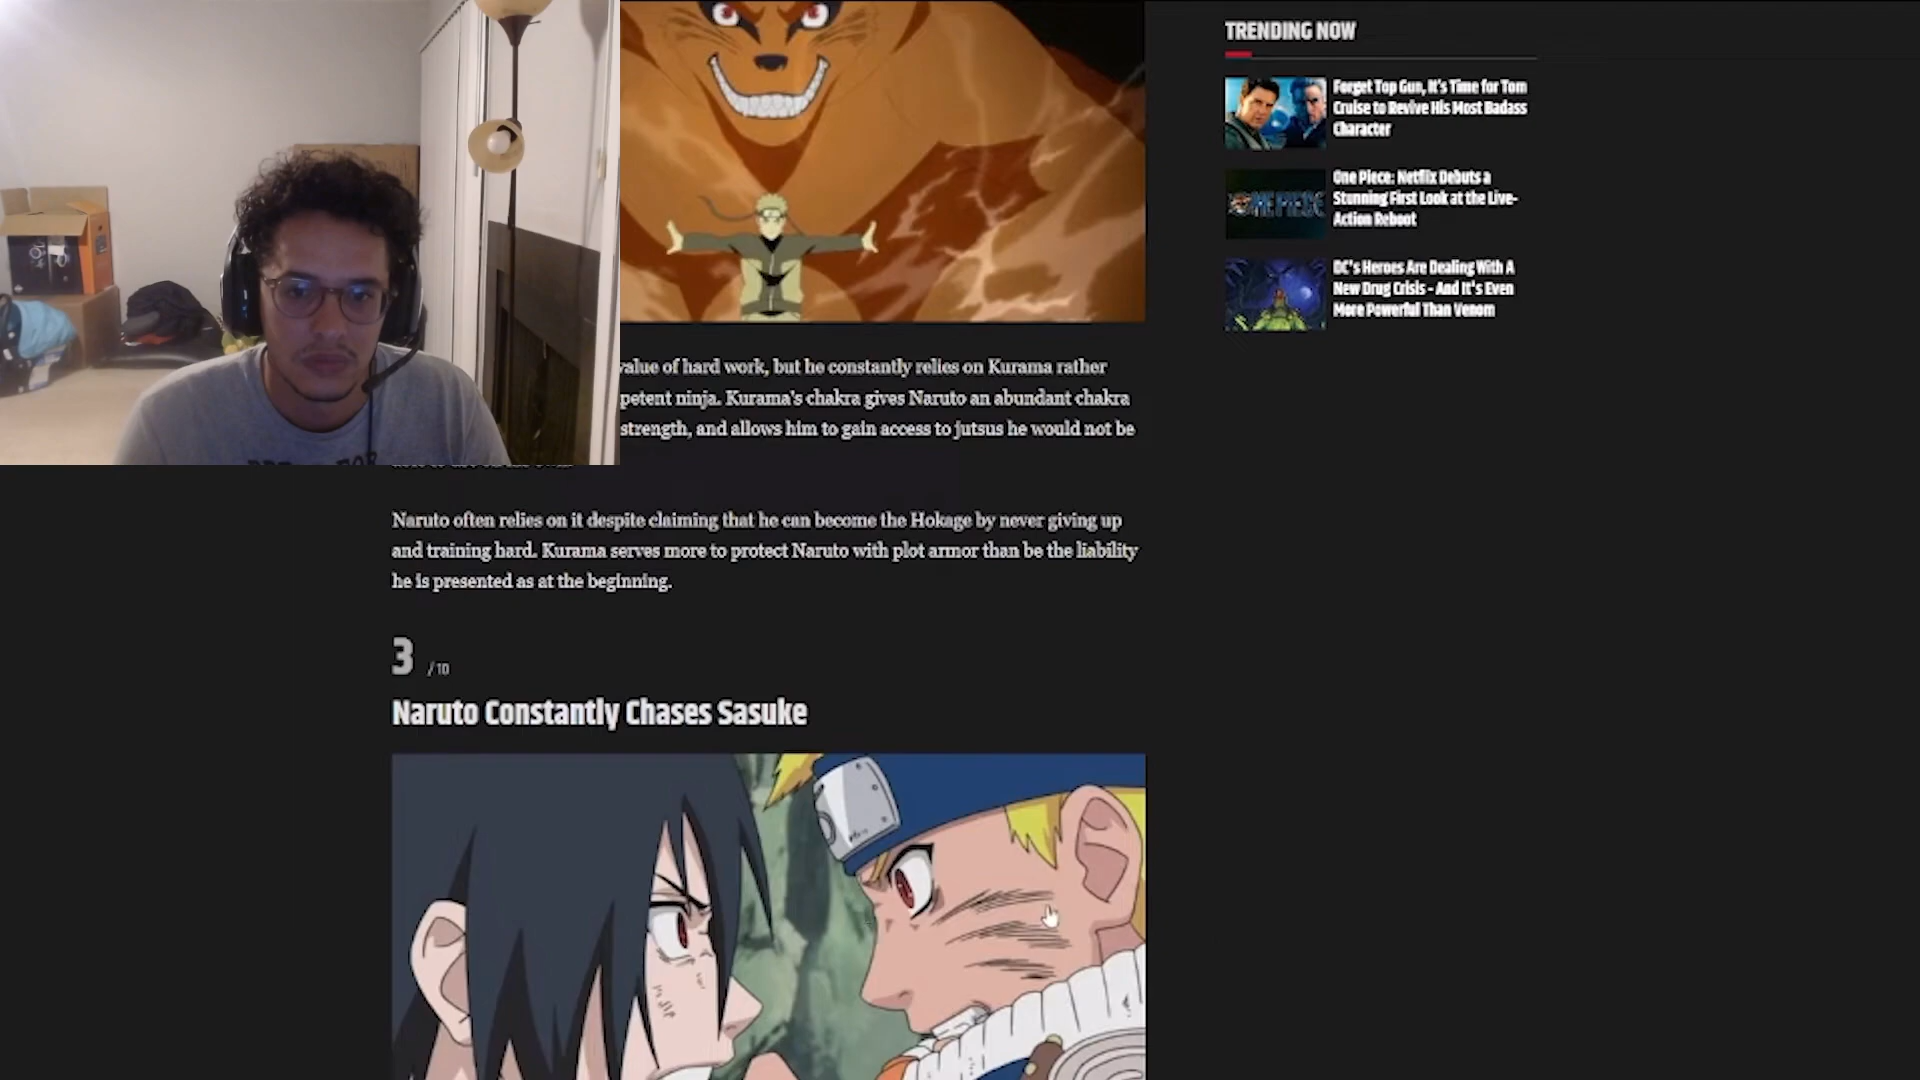 TRENDING NOW
Forget Top Gun, It's Time for Tom
Cruise to Revive His Most Badass
Character
One Piece: Netflix Debuts a
Stunning First Look at the Live-
Action Reboot
DC's Heroes Are Dealing With A
New Drug Crisis - And It's Even
More Powerful Than Venom
value of hard work, but he constantly relies on Kurama rather
petent ninja. Kurama's chakra gives Naruto an abundant chakra
strength, and allows him to gain access to jutsus he would not be
Naruto often relies on it despite claiming that he can become the Hokage by never giving up
and training hard. Kurama serves more to protect Naruto with plot armor than be the liability
he is presented as at the beginning.
3 / 10
Naruto Constantly Chases Sasuke